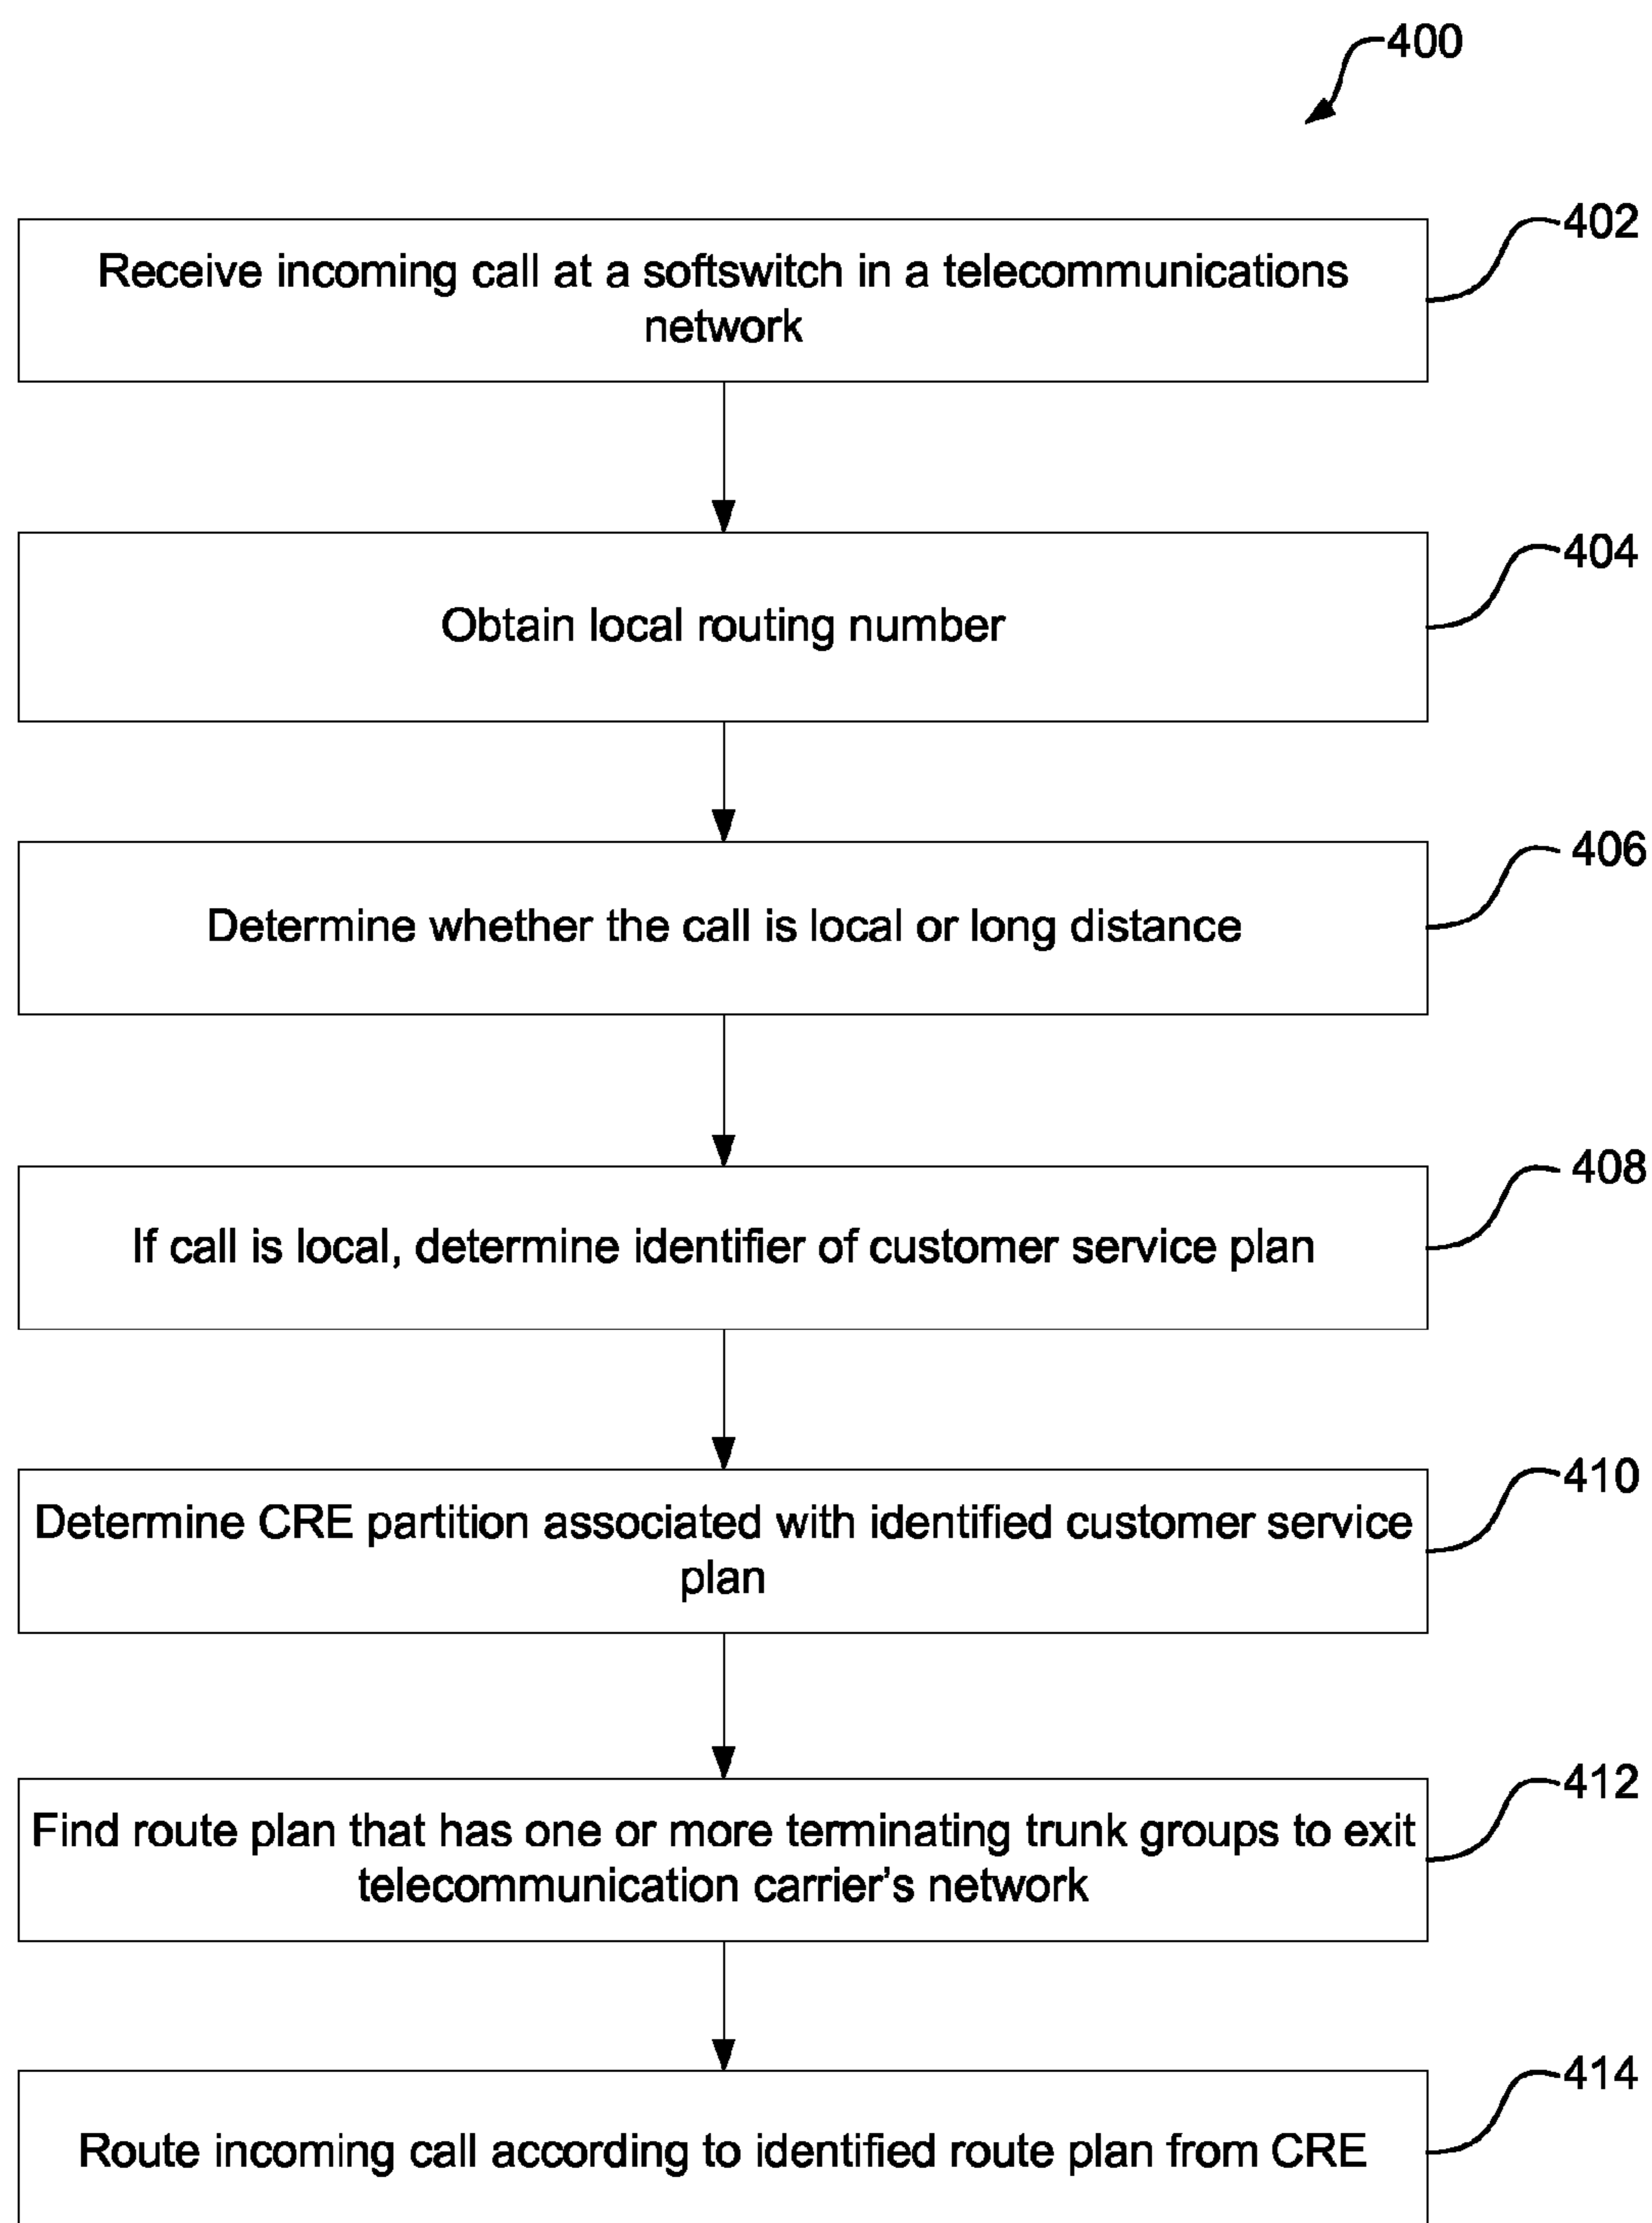 400
402
Receive incoming call at a softswitch in a telecommunications
network
404
Obtain local routing number
406
Determine whether the call is local or long distance
408
If call is local, determine identifier of customer service plan
410
Determine CRE partition associated with identified customer service
plan
412
Find route plan that has one or more terminating trunk groups to exit
telecommunication carrier's network
414
Route incoming call according to identified route plan from CRE